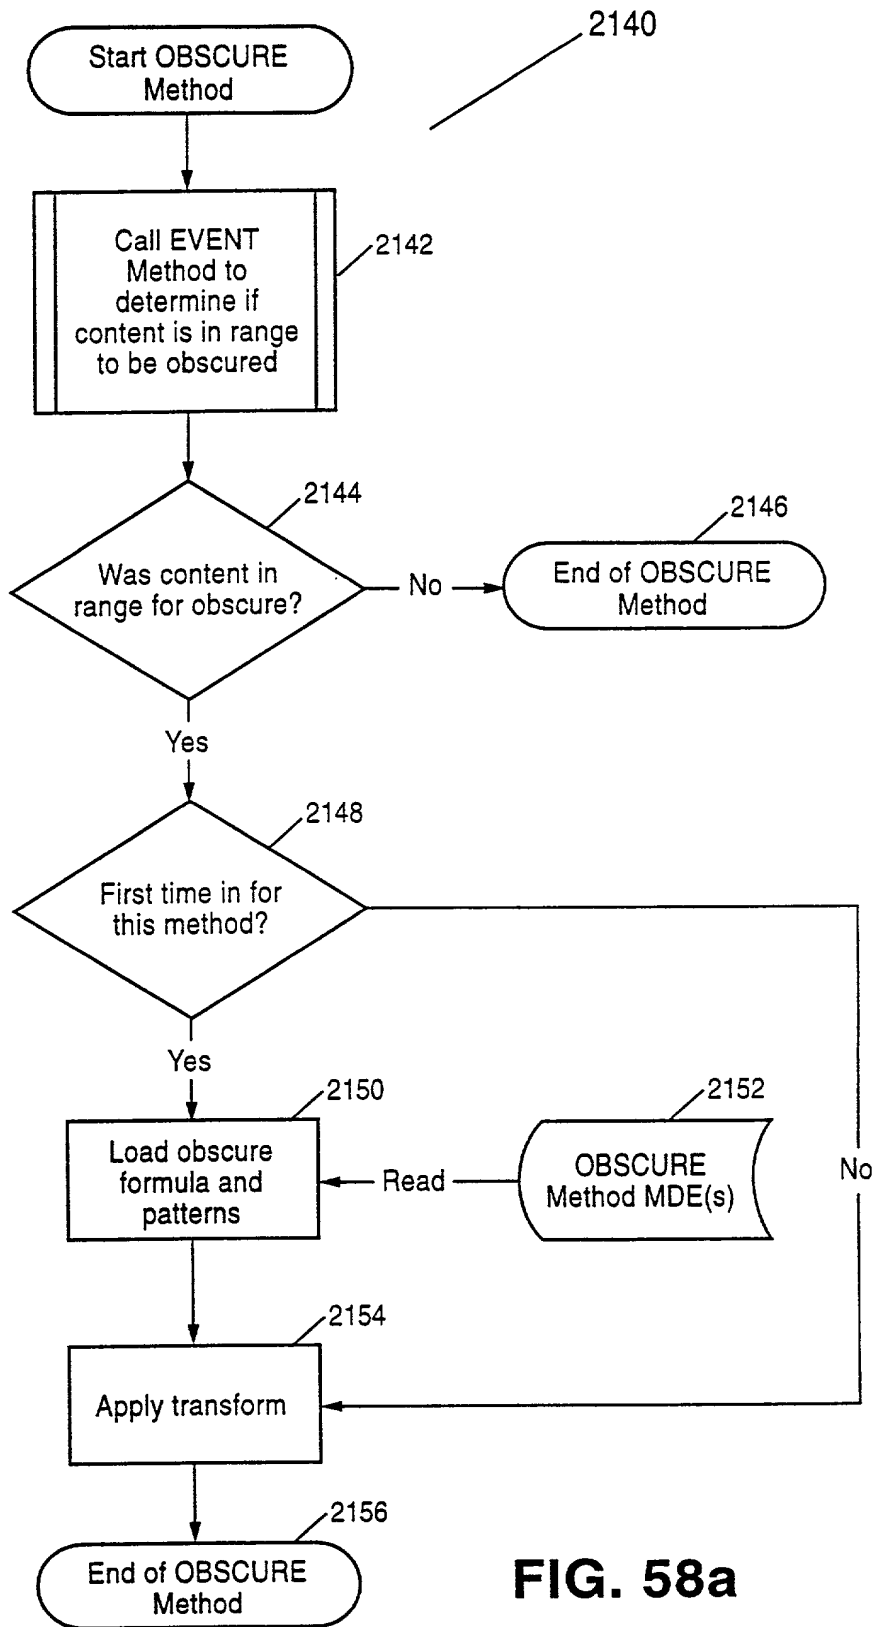 2140
Start OBSCURE
Method
Call EVENT
Method to
determine if
content is in range
to be obscured
2142
2144
Was content in
range for obscure?
No
2146
End of OBSCURE
Method
Yes
2148
First time in for
this method?
Yes
No
2150
Load obscure
formula and
patterns
Read
2152
OBSCURE
Method MDE(s)
2154
Apply transform
2156
End of OBSCURE
Method
FIG. 58a